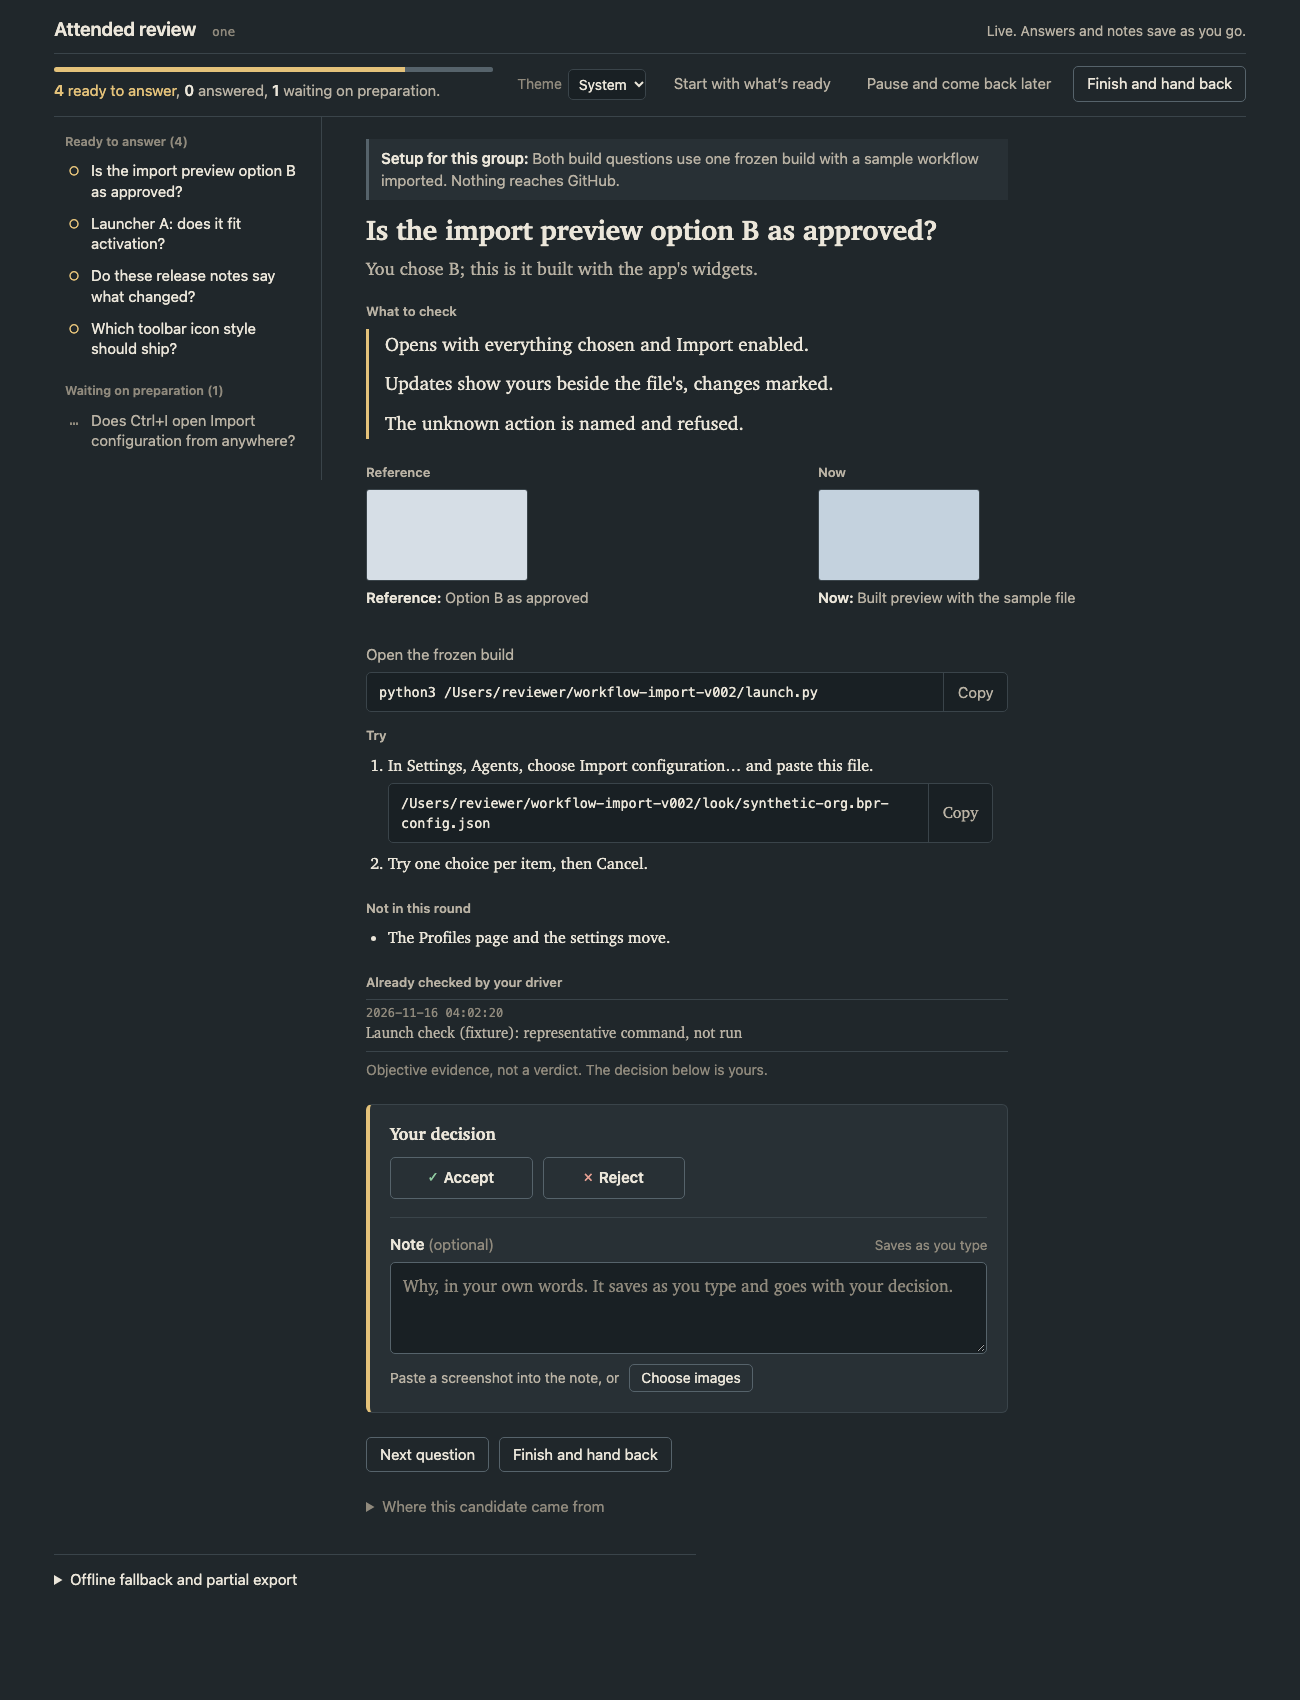 Attended review one
Live. Answers and notes save as you go.
4 ready to answer, 0 answered, 1 waiting on preparation.
Theme System
Start with what's ready
Pause and come back later
Finish and hand back
Ready to answer (4)
Is the import preview option B
as approved?
Launcher A: does it fit
activation?
Do these release notes say
what changed?
Which toolbar icon style
should ship?
Waiting on preparation (1)
… Does Ctrl+I open Import
configuration from anywhere?
Setup for this group: Both build questions use one frozen build with a sample workflow
imported. Nothing reaches GitHub.
Is the import preview option B as approved?
You chose B; this is it built with the app's widgets.
What to check
Opens with everything chosen and Import enabled.
Updates show yours beside the file's, changes marked.
The unknown action is named and refused.
Reference
Now
Reference: Option B as approved
Now: Built preview with the sample file
Open the frozen build
python3 /Users/reviewer/workflow-import-v002/launch.py
Copy
Try
1. In Settings, Agents, choose Import configuration… and paste this file.
/Users/reviewer/workflow-import-v002/look/synthetic-org.bpr-
config.json
Copy
2. Try one choice per item, then Cancel.
Not in this round
• The Profiles page and the settings move.
Already checked by your driver
2026-11-16 04:02:20
Launch check (fixture): representative command, not run
Objective evidence, not a verdict. The decision below is yours.
Your decision
✓ Accept
× Reject
Note (optional)
Saves as you type
Why, in your own words. It saves as you type and goes with your decision.
Paste a screenshot into the note, or
Choose images
Next question
Finish and hand back
Where this candidate came from
Offline fallback and partial export